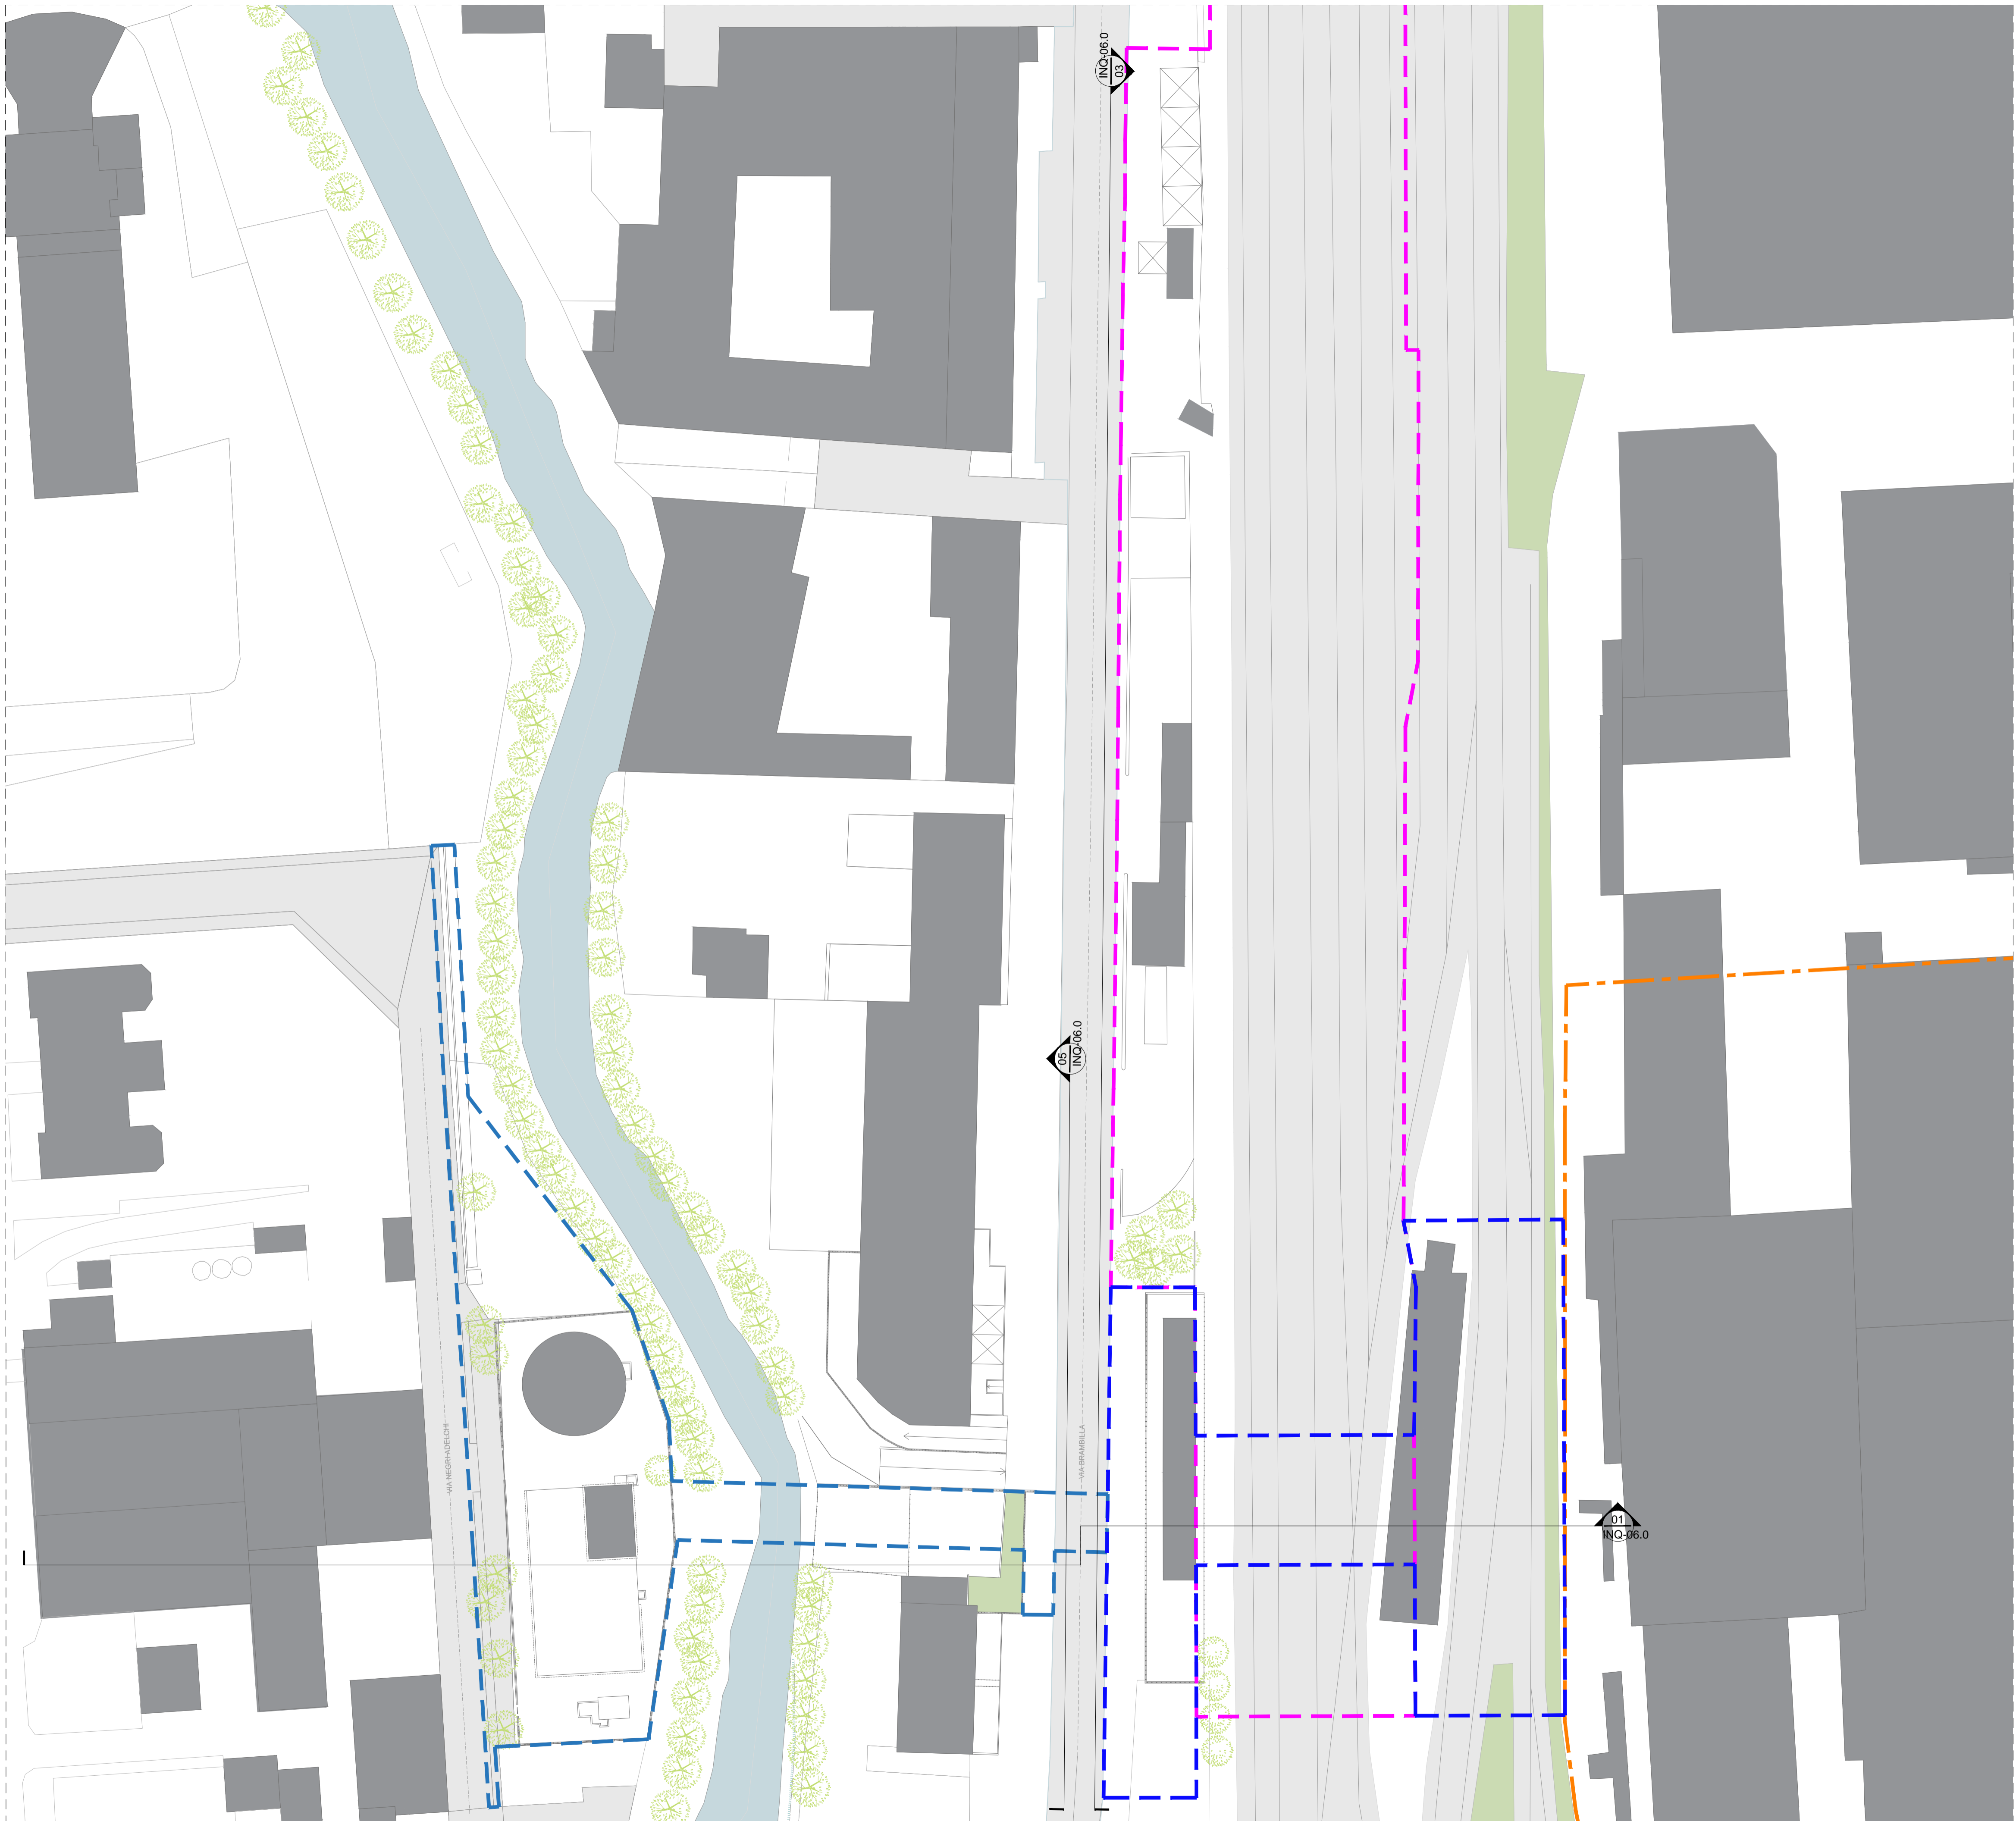 INQ-06.0
03
05
INQ-06.0
VIA NEGRI ADELCHI
VIA BRAMBILLA
01
INQ-06.0